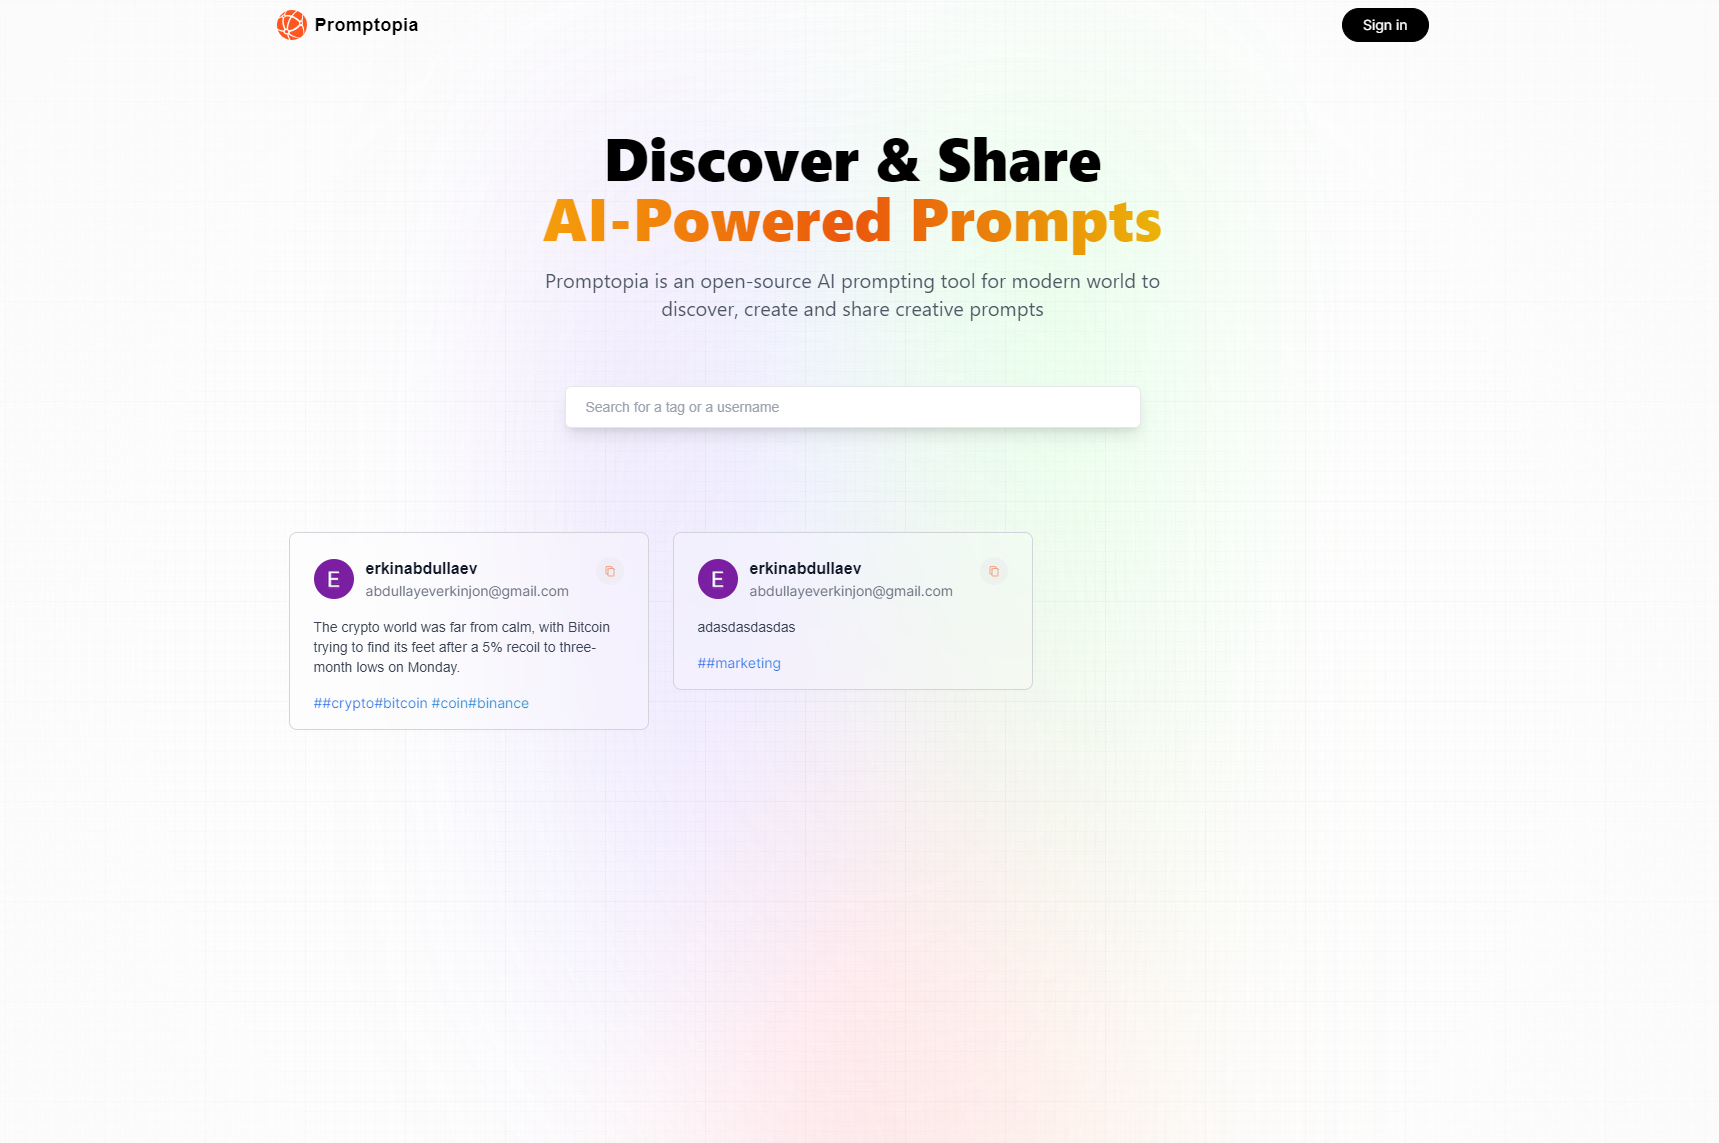 Promptopia
Sign in
Discover & Share
AI-Powered Prompts
Promptopia is an open-source AI prompting tool for modern world to
discover, create and share creative prompts
Search for a tag or a username
E
erkinabdullaev
abdullayeverkinjon@gmail.com
The crypto world was far from calm, with Bitcoin
trying to find its feet after a 5% recoil to three-
month lows on Monday.
##crypto#bitcoin #coin#binance
E
erkinabdullaev
abdullayeverkinjon@gmail.com
adasdasdasdas
##marketing